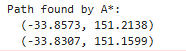 Path found by A*:
(-33.8573, 151.2138)
(-33.8307, 151.1599)